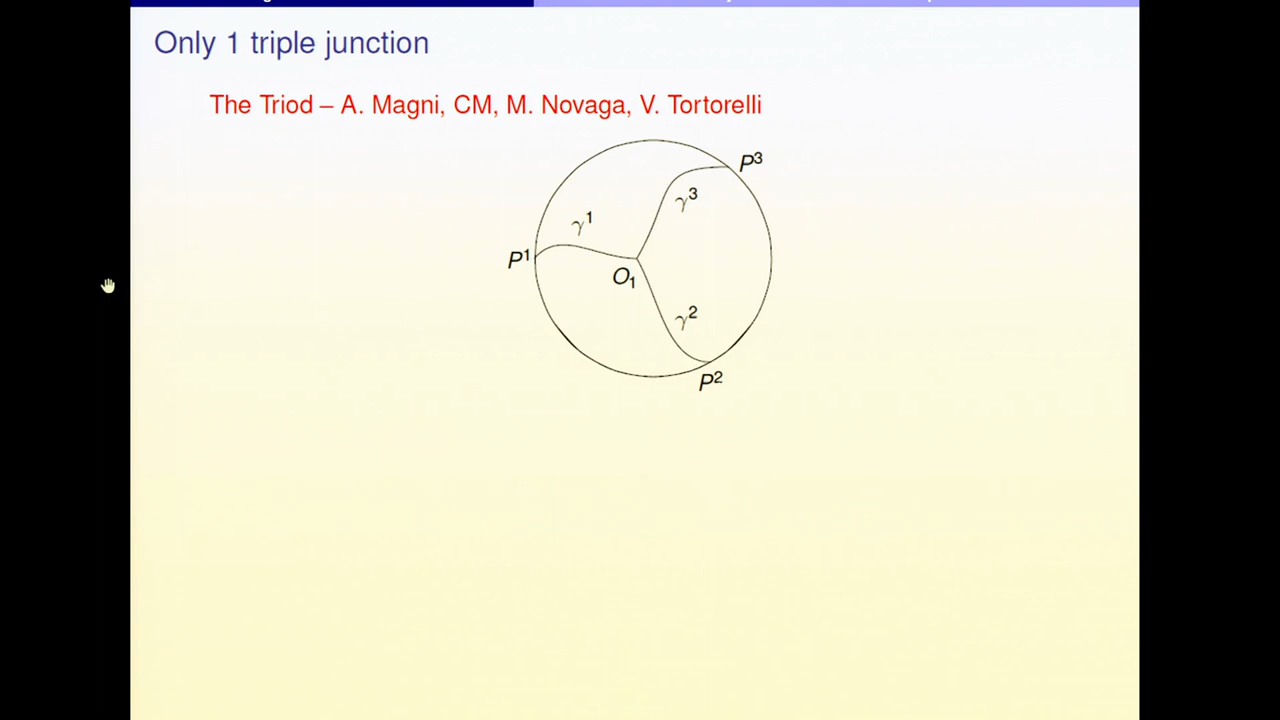 Only 1 triple junction
The Triod – A. Magni, CM, M. Novaga, V. Tortorelli
P³
γ³
γ¹
P¹
O₁
γ²
P²